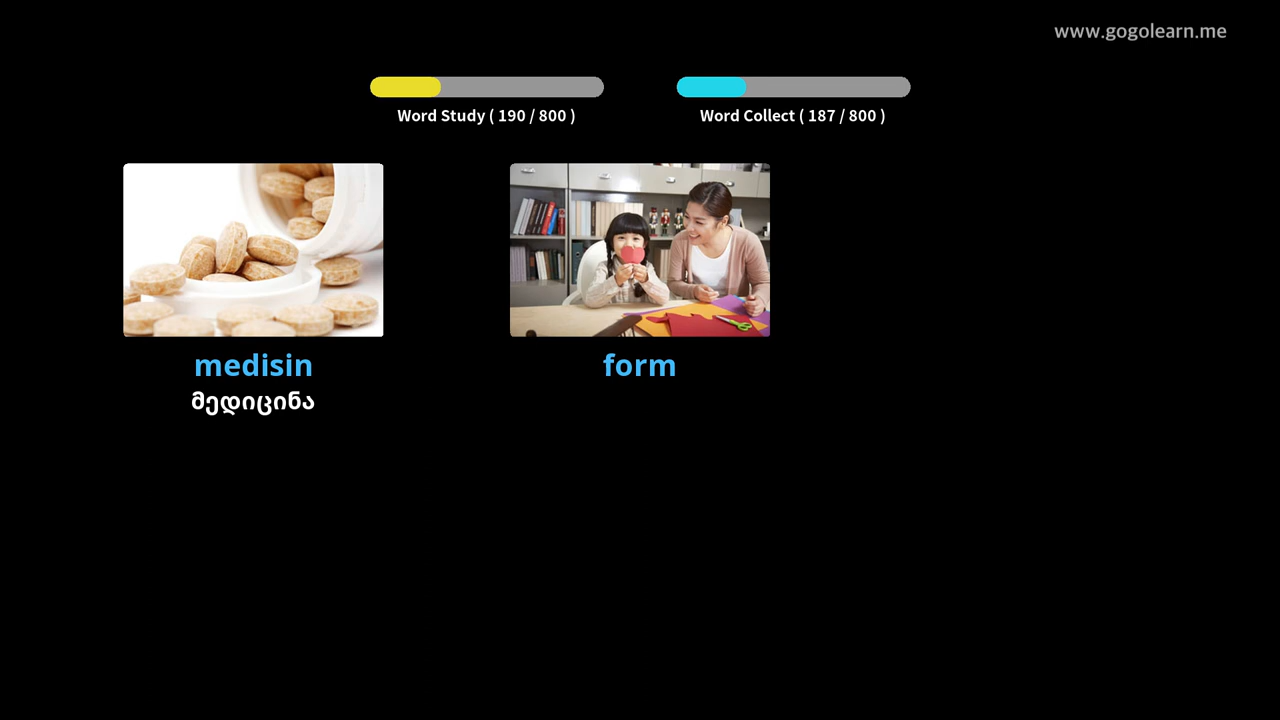 www.gogolearn.me
Word Study ( 190 / 800 )
Word Collect ( 187 / 800 )
medisin
მედიცინა
form